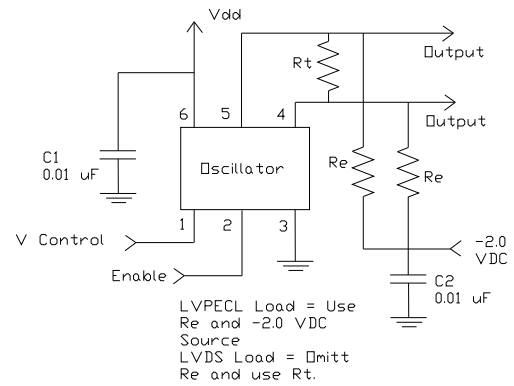 Vdd
Output
Rt
6 5 4
Output
C1
0.01 uF
Oscillator
Re
Re
1 2 3
V Control
-2.0
VDC
Enable
C2
0.01 uF
LVPECL Load = Use
Re and -2.0 VDC
Source
LVDS Load = Omitt
Re and use Rt.